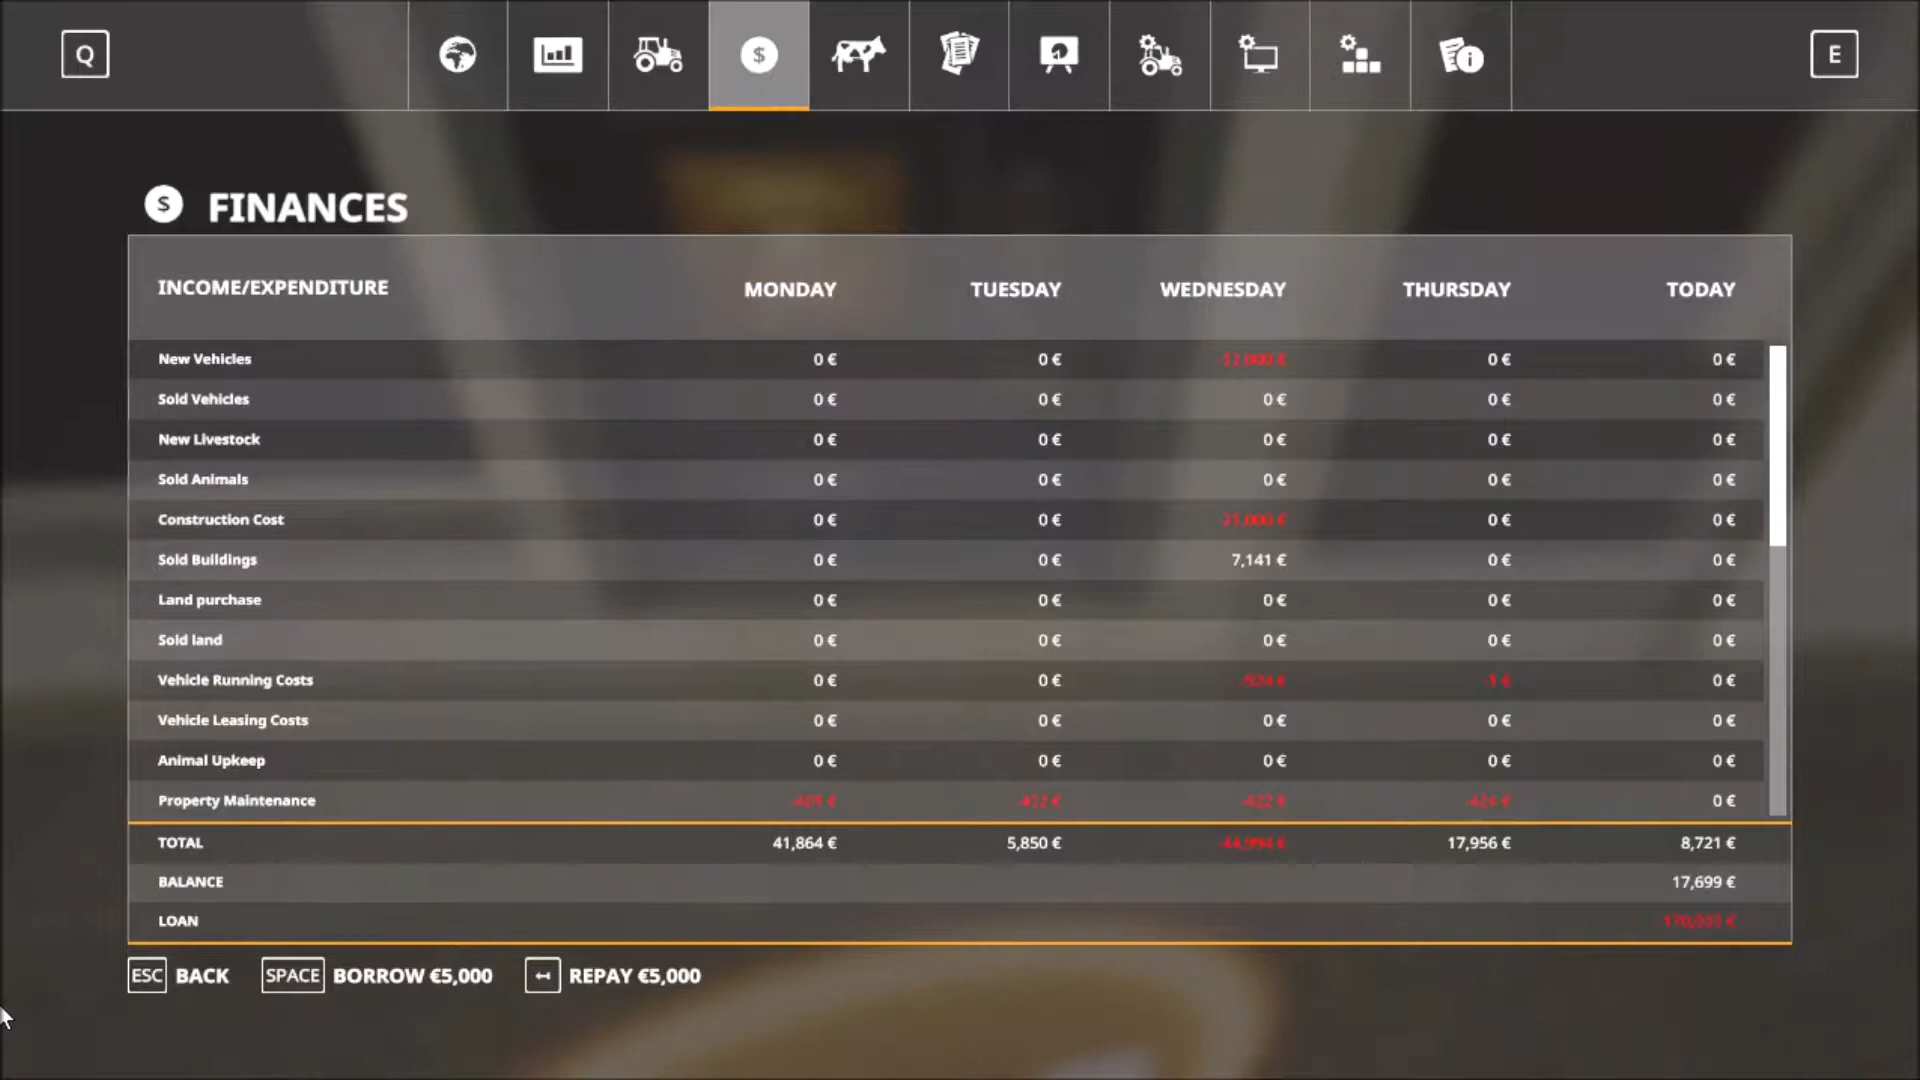 Q E
$ FINANCES
INCOME/EXPENDITURE MONDAY TUESDAY WEDNESDAY THURSDAY TODAY
New Vehicles 0 € 0 € -12,000 € 0 € 0 €
Sold Vehicles 0 € 0 € 0 € 0 € 0 €
New Livestock 0 € 0 € 0 € 0 € 0 €
Sold Animals 0 € 0 € 0 € 0 € 0 €
Construction Cost 0 € 0 € 0 € 0 €
Sold Buildings 0 € 0 € 7,141 € 0 € 0 €
Land purchase 0 € 0 € 0 € 0 € 0 €
Sold land 0 € 0 € 0 € 0 € 0 €
Vehicle Running Costs 0 € 0 € -1 € 0 €
Vehicle Leasing Costs 0 € 0 € 0 € 0 € 0 €
Animal Upkeep 0 € 0 € 0 € 0 € 0 €
Property Maintenance 0 €
TOTAL 41,864 € 5,850 € 17,956 € 8,721 €
BALANCE 17,699 €
LOAN
ESC BACK SPACE BORROW €5,000 REPAY €5,000